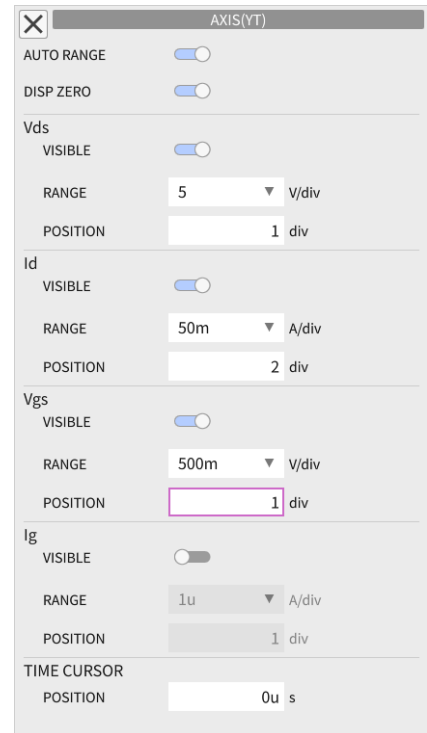 AXIS(YT)
AUTO RANGE
DISP ZERO
Vds
VISIBLE
RANGE 5 ▼ V/div
POSITION 1 div
Id
VISIBLE
RANGE 50m ▼ A/div
POSITION 2 div
Vgs
VISIBLE
RANGE 500m ▼ V/div
POSITION 1 div
Ig
VISIBLE
RANGE 1u ▼ A/div
POSITION 1 div
TIME CURSOR
POSITION 0u s